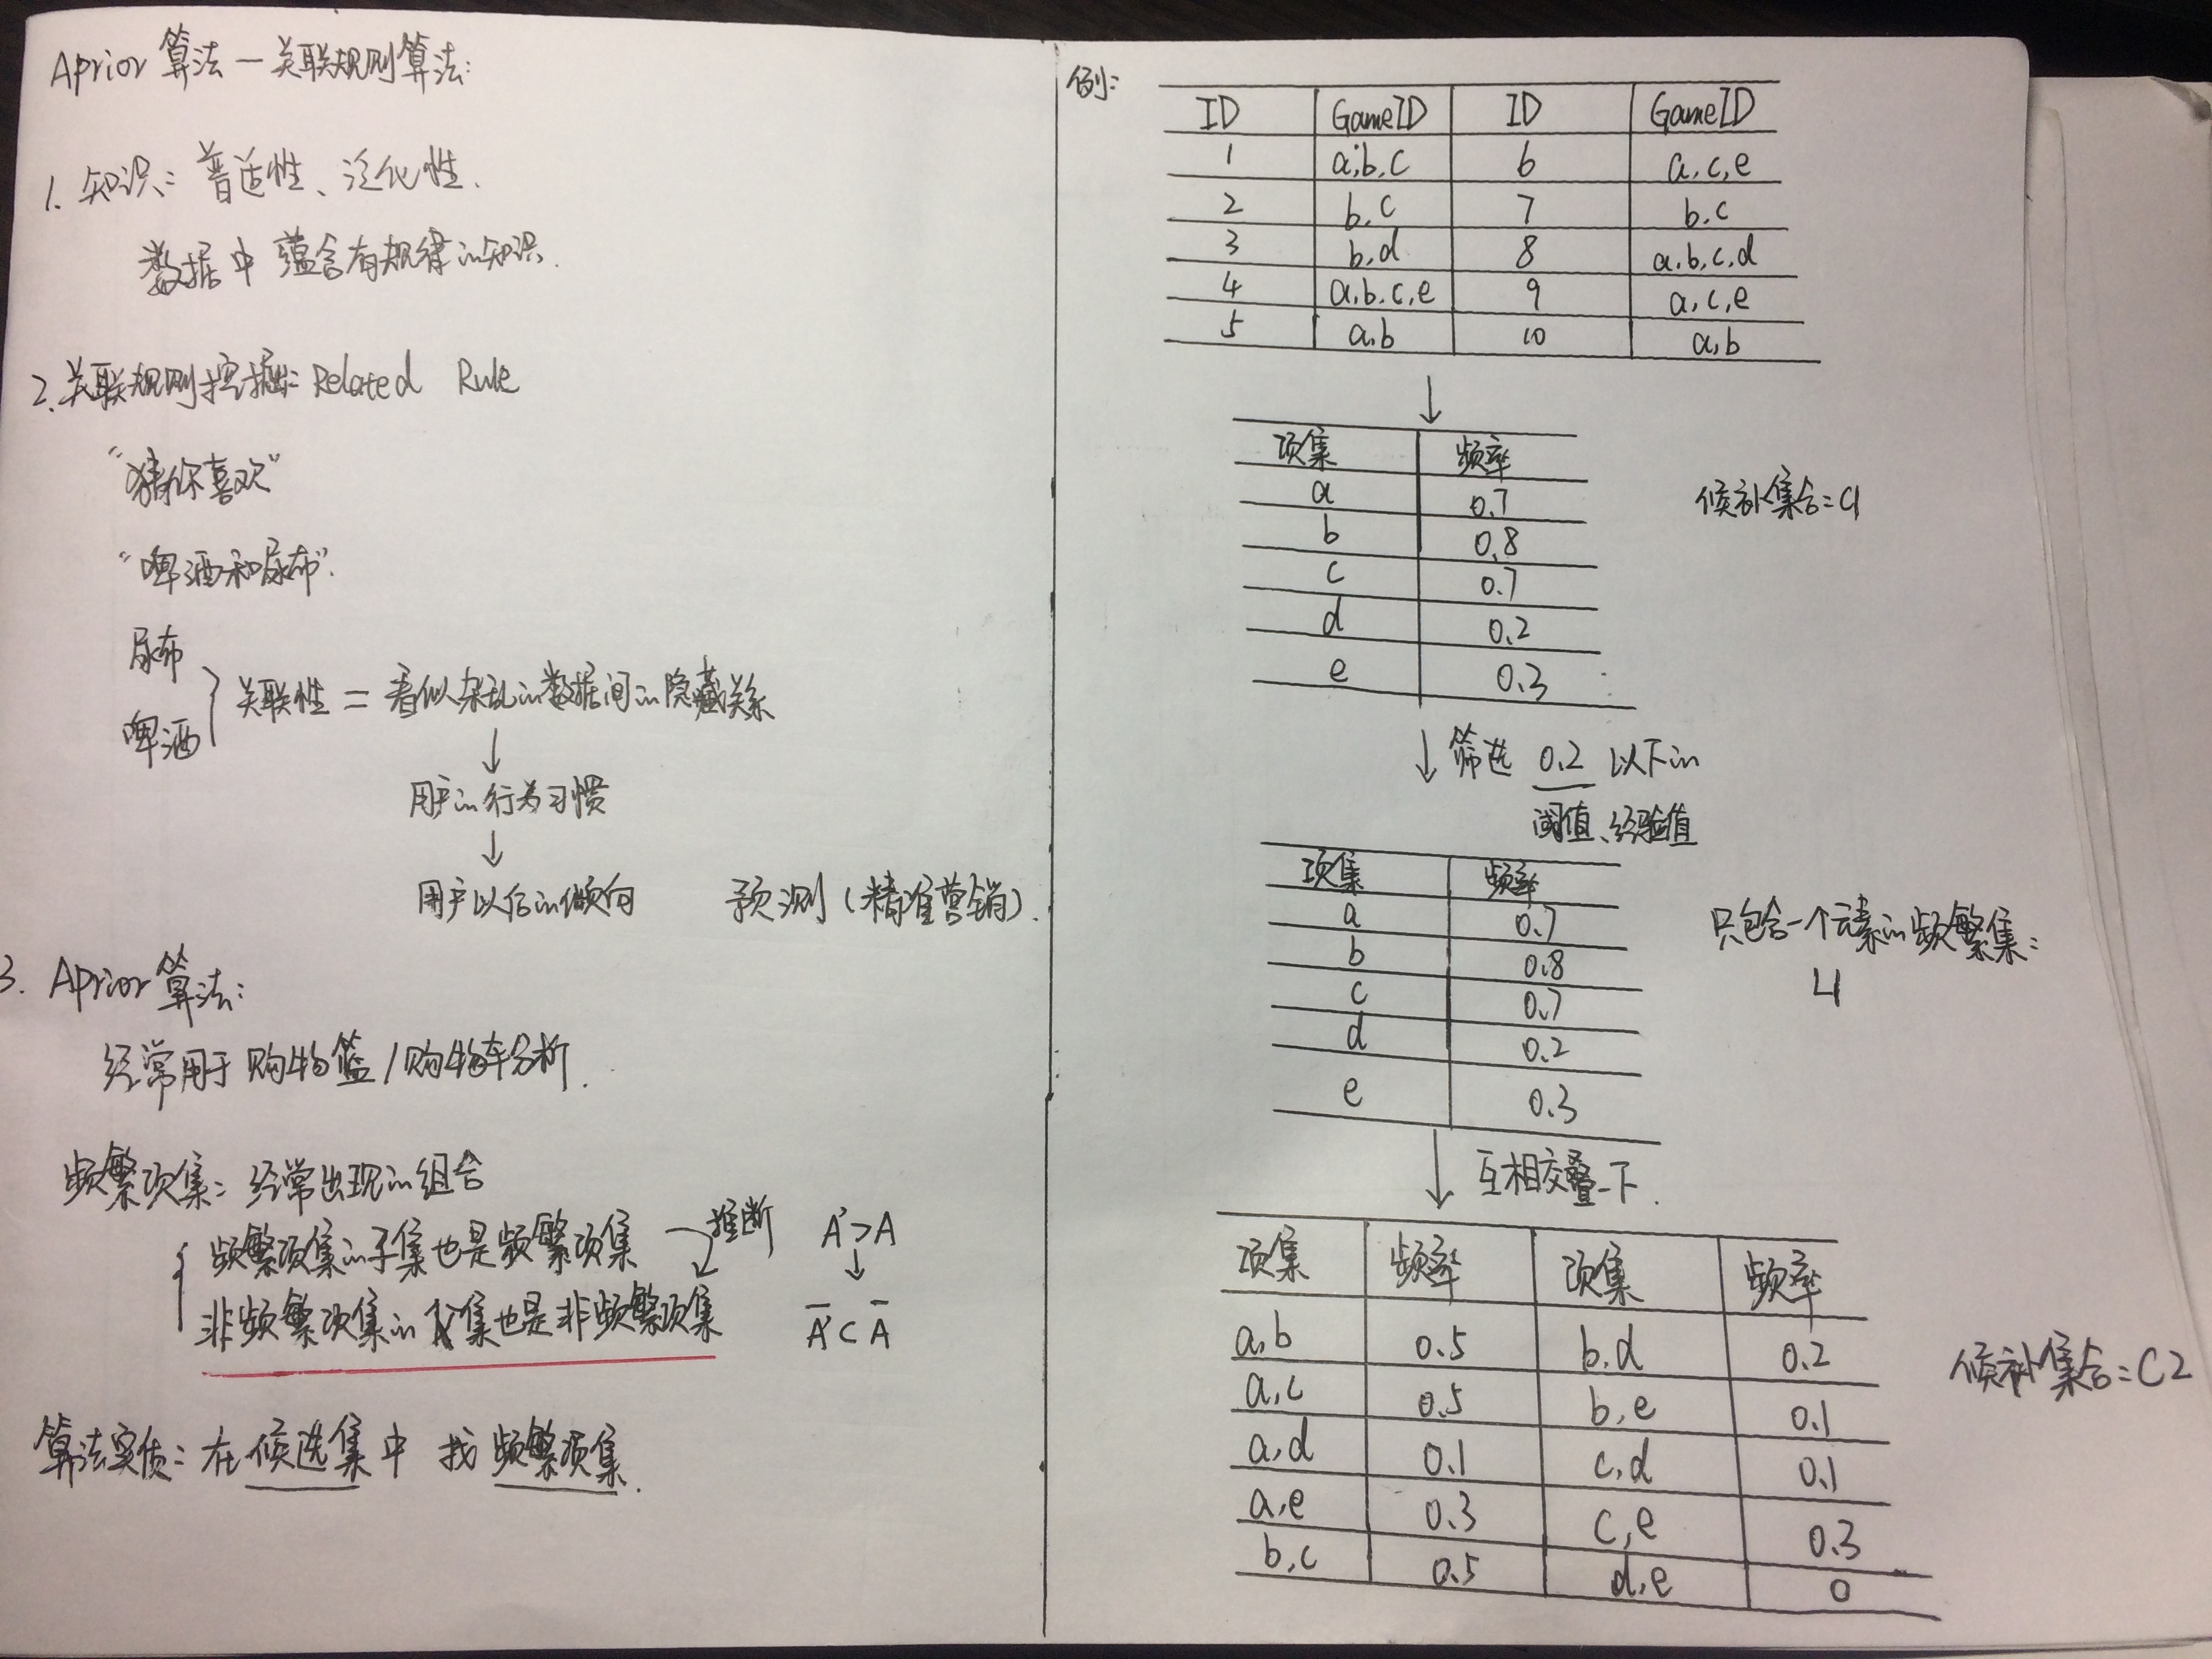 Aprior 算法 — 关联规则算法:
1. 知识: 普适性、泛化性.
数据中 蕴含有规律的知识.
2. 关联规则挖掘: Related Rule
“猜你喜欢”
“啤酒和尿布”.
尿布
啤酒
关联性 = 看似杂乱的数据间的隐藏关系
↓
用户的行为习惯
↓
用户以后的倾向 预测 (精准营销).
3. Aprior 算法:
经常用于 购物篮 / 购物车分析.
频繁项集: 经常出现的组合
频繁项集的子集也是频繁项集 推断 A'>A
↓
非频繁项集的 集也是非频繁项集 A'⊂A
算法实质: 在 候选集 中 找 频繁项集.
例:
ID GameID ID GameID
1 a,b,c 6 a,c,e
2 b,c 7 b,c
3 b,d 8 a,b,c,d
4 a,b,c,e 9 a,c,e
5 a,b 10 a,b
↓
项集 频率
a 0.7
b 0.8
c 0.7
d 0.2
e 0.3
候补集合=C1
↓ 筛选 0.2 以下的
阈值、经验值
项集 频率
a 0.7
b 0.8
c 0.7
d 0.2
e 0.3
只包含一个元素的频繁集:
L1
↓ 互相交叠一下.
项集 频率 项集 频率
a,b 0.5 b,d 0.2
a,c 0.5 b,e 0.1
a,d 0.1 c,d 0.1
a,e 0.3 c,e 0.3
b,c 0.5 d,e 0
候补集合=C2